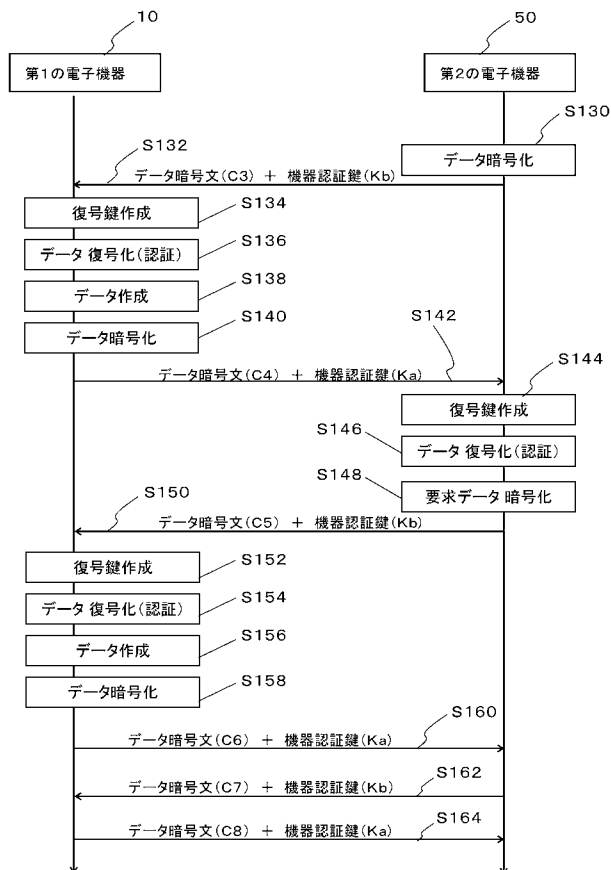 10
50
第1の電子機器
第2の電子機器
S130
データ暗号化
S132
データ暗号文(C3) + 機器認証鍵(Kb)
復号鍵作成
S134
データ 復号化(認証)
S136
データ作成
S138
データ暗号化
S140
S142
データ暗号文(C4) + 機器認証鍵(Ka)
S144
復号鍵作成
S146
データ 復号化(認証)
S148
要求データ 暗号化
S150
データ暗号文(C5) + 機器認証鍵(Kb)
復号鍵作成
S152
データ 復号化(認証)
S154
データ作成
S156
データ暗号化
S158
データ暗号文(C6) + 機器認証鍵(Ka)
S160
データ暗号文(C7) + 機器認証鍵(Kb)
S162
データ暗号文(C8) + 機器認証鍵(Ka)
S164